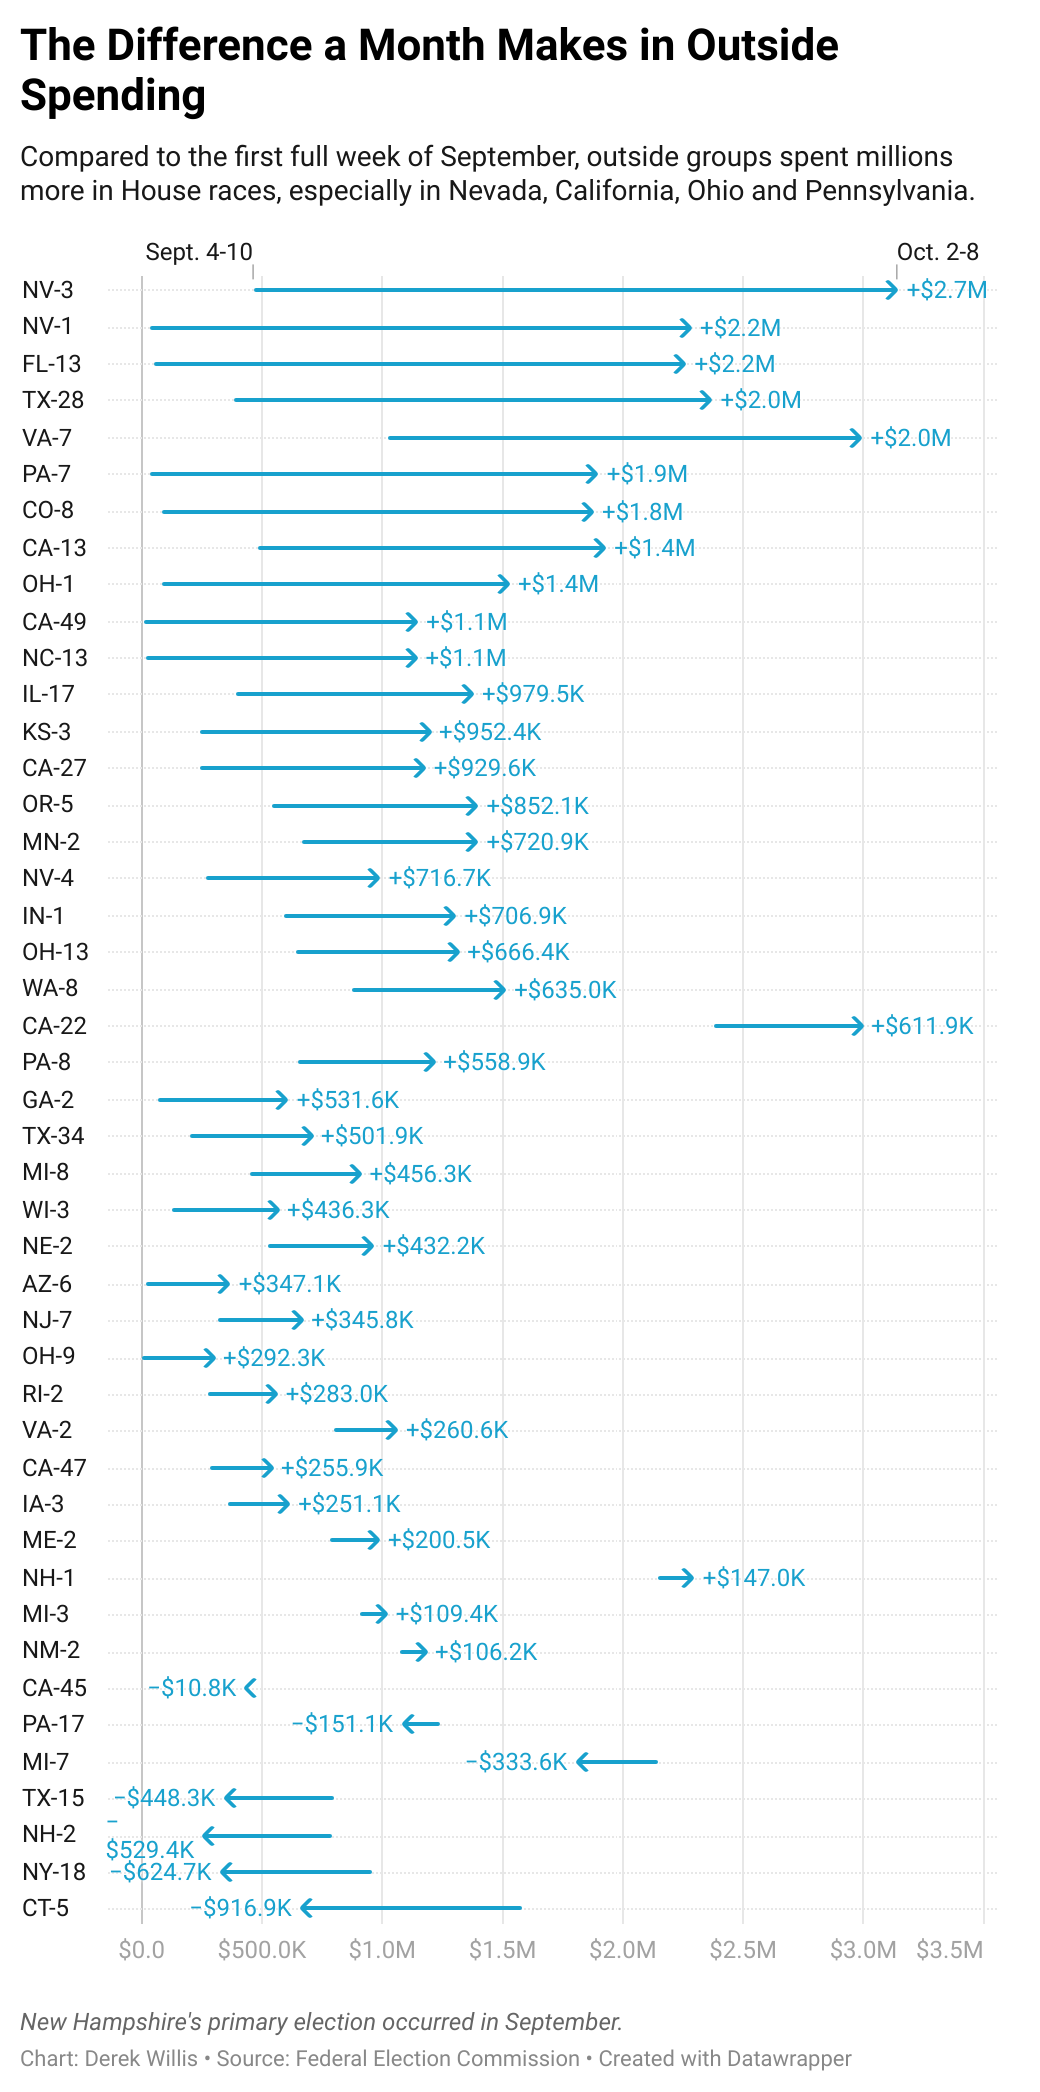 The Difference a Month Makes in Outside
Spending
Compared to the first full week of September, outside groups spent millions
more in House races, especially in Nevada, California, Ohio and Pennsylvania.
Sept. 4-10 Oct. 2-8
NV-3 +$2.7M
NV-1 +$2.2M
FL-13 +$2.2M
TX-28 +$2.0M
VA-7 +$2.0M
PA-7 +$1.9M
CO-8 +$1.8M
CA-13 +$1.4M
OH-1 +$1.4M
CA-49 +$1.1M
NC-13 +$1.1M
IL-17 +$979.5K
KS-3 +$952.4K
CA-27 +$929.6K
OR-5 +$852.1K
MN-2 +$720.9K
NV-4 +$716.7K
IN-1 +$706.9K
OH-13 +$666.4K
WA-8 +$635.0K
CA-22 +$611.9K
PA-8 +$558.9K
GA-2 +$531.6K
TX-34 +$501.9K
MI-8 +$456.3K
WI-3 +$436.3K
NE-2 +$432.2K
AZ-6 +$347.1K
NJ-7 +$345.8K
OH-9 +$292.3K
RI-2 +$283.0K
VA-2 +$260.6K
CA-47 +$255.9K
IA-3 +$251.1K
ME-2 +$200.5K
NH-1 +$147.0K
MI-3 +$109.4K
NM-2 +$106.2K
CA-45 −$10.8K
PA-17 −$151.1K
MI-7 −$333.6K
TX-15 −$448.3K
NH-2 −
$529.4K
NY-18 −$624.7K
CT-5 −$916.9K
$0.0 $500.0K $1.0M $1.5M $2.0M $2.5M $3.0M $3.5M
New Hampshire's primary election occurred in September.
Chart: Derek Willis • Source: Federal Election Commission • Created with Datawrapper